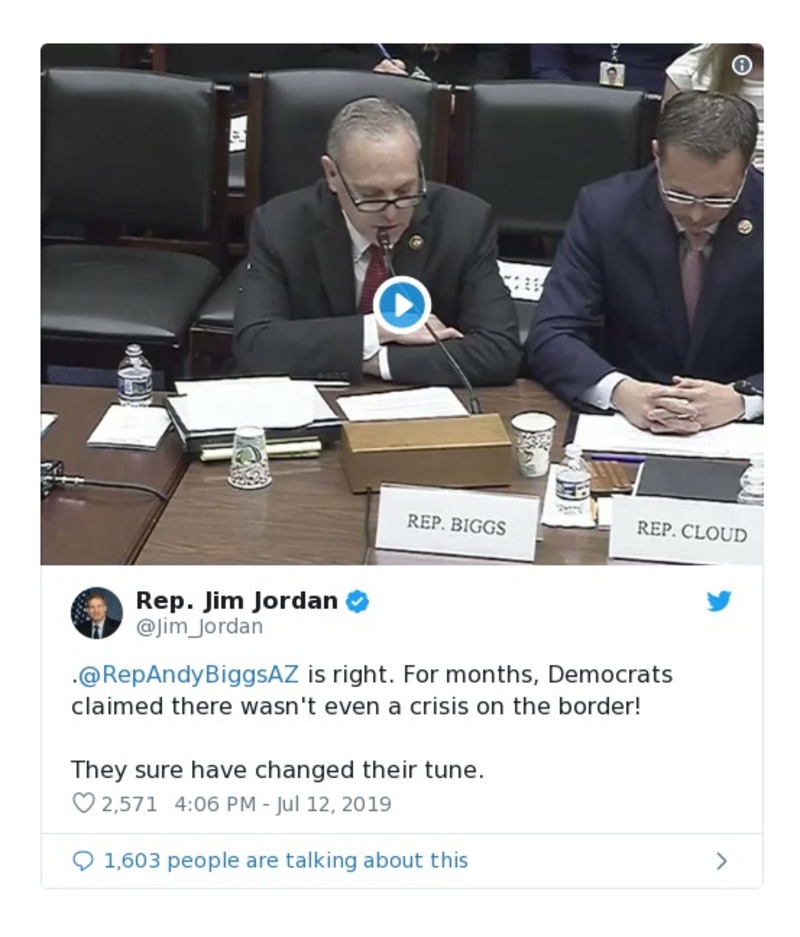 REP. BIGGS
REP. CLOUD
Rep. Jim Jordan
@Jim_Jordan
.@RepAndyBiggsAZ is right. For months, Democrats
claimed there wasn't even a crisis on the border!
They sure have changed their tune.
2,571 4:06 PM - Jul 12, 2019
1,603 people are talking about this